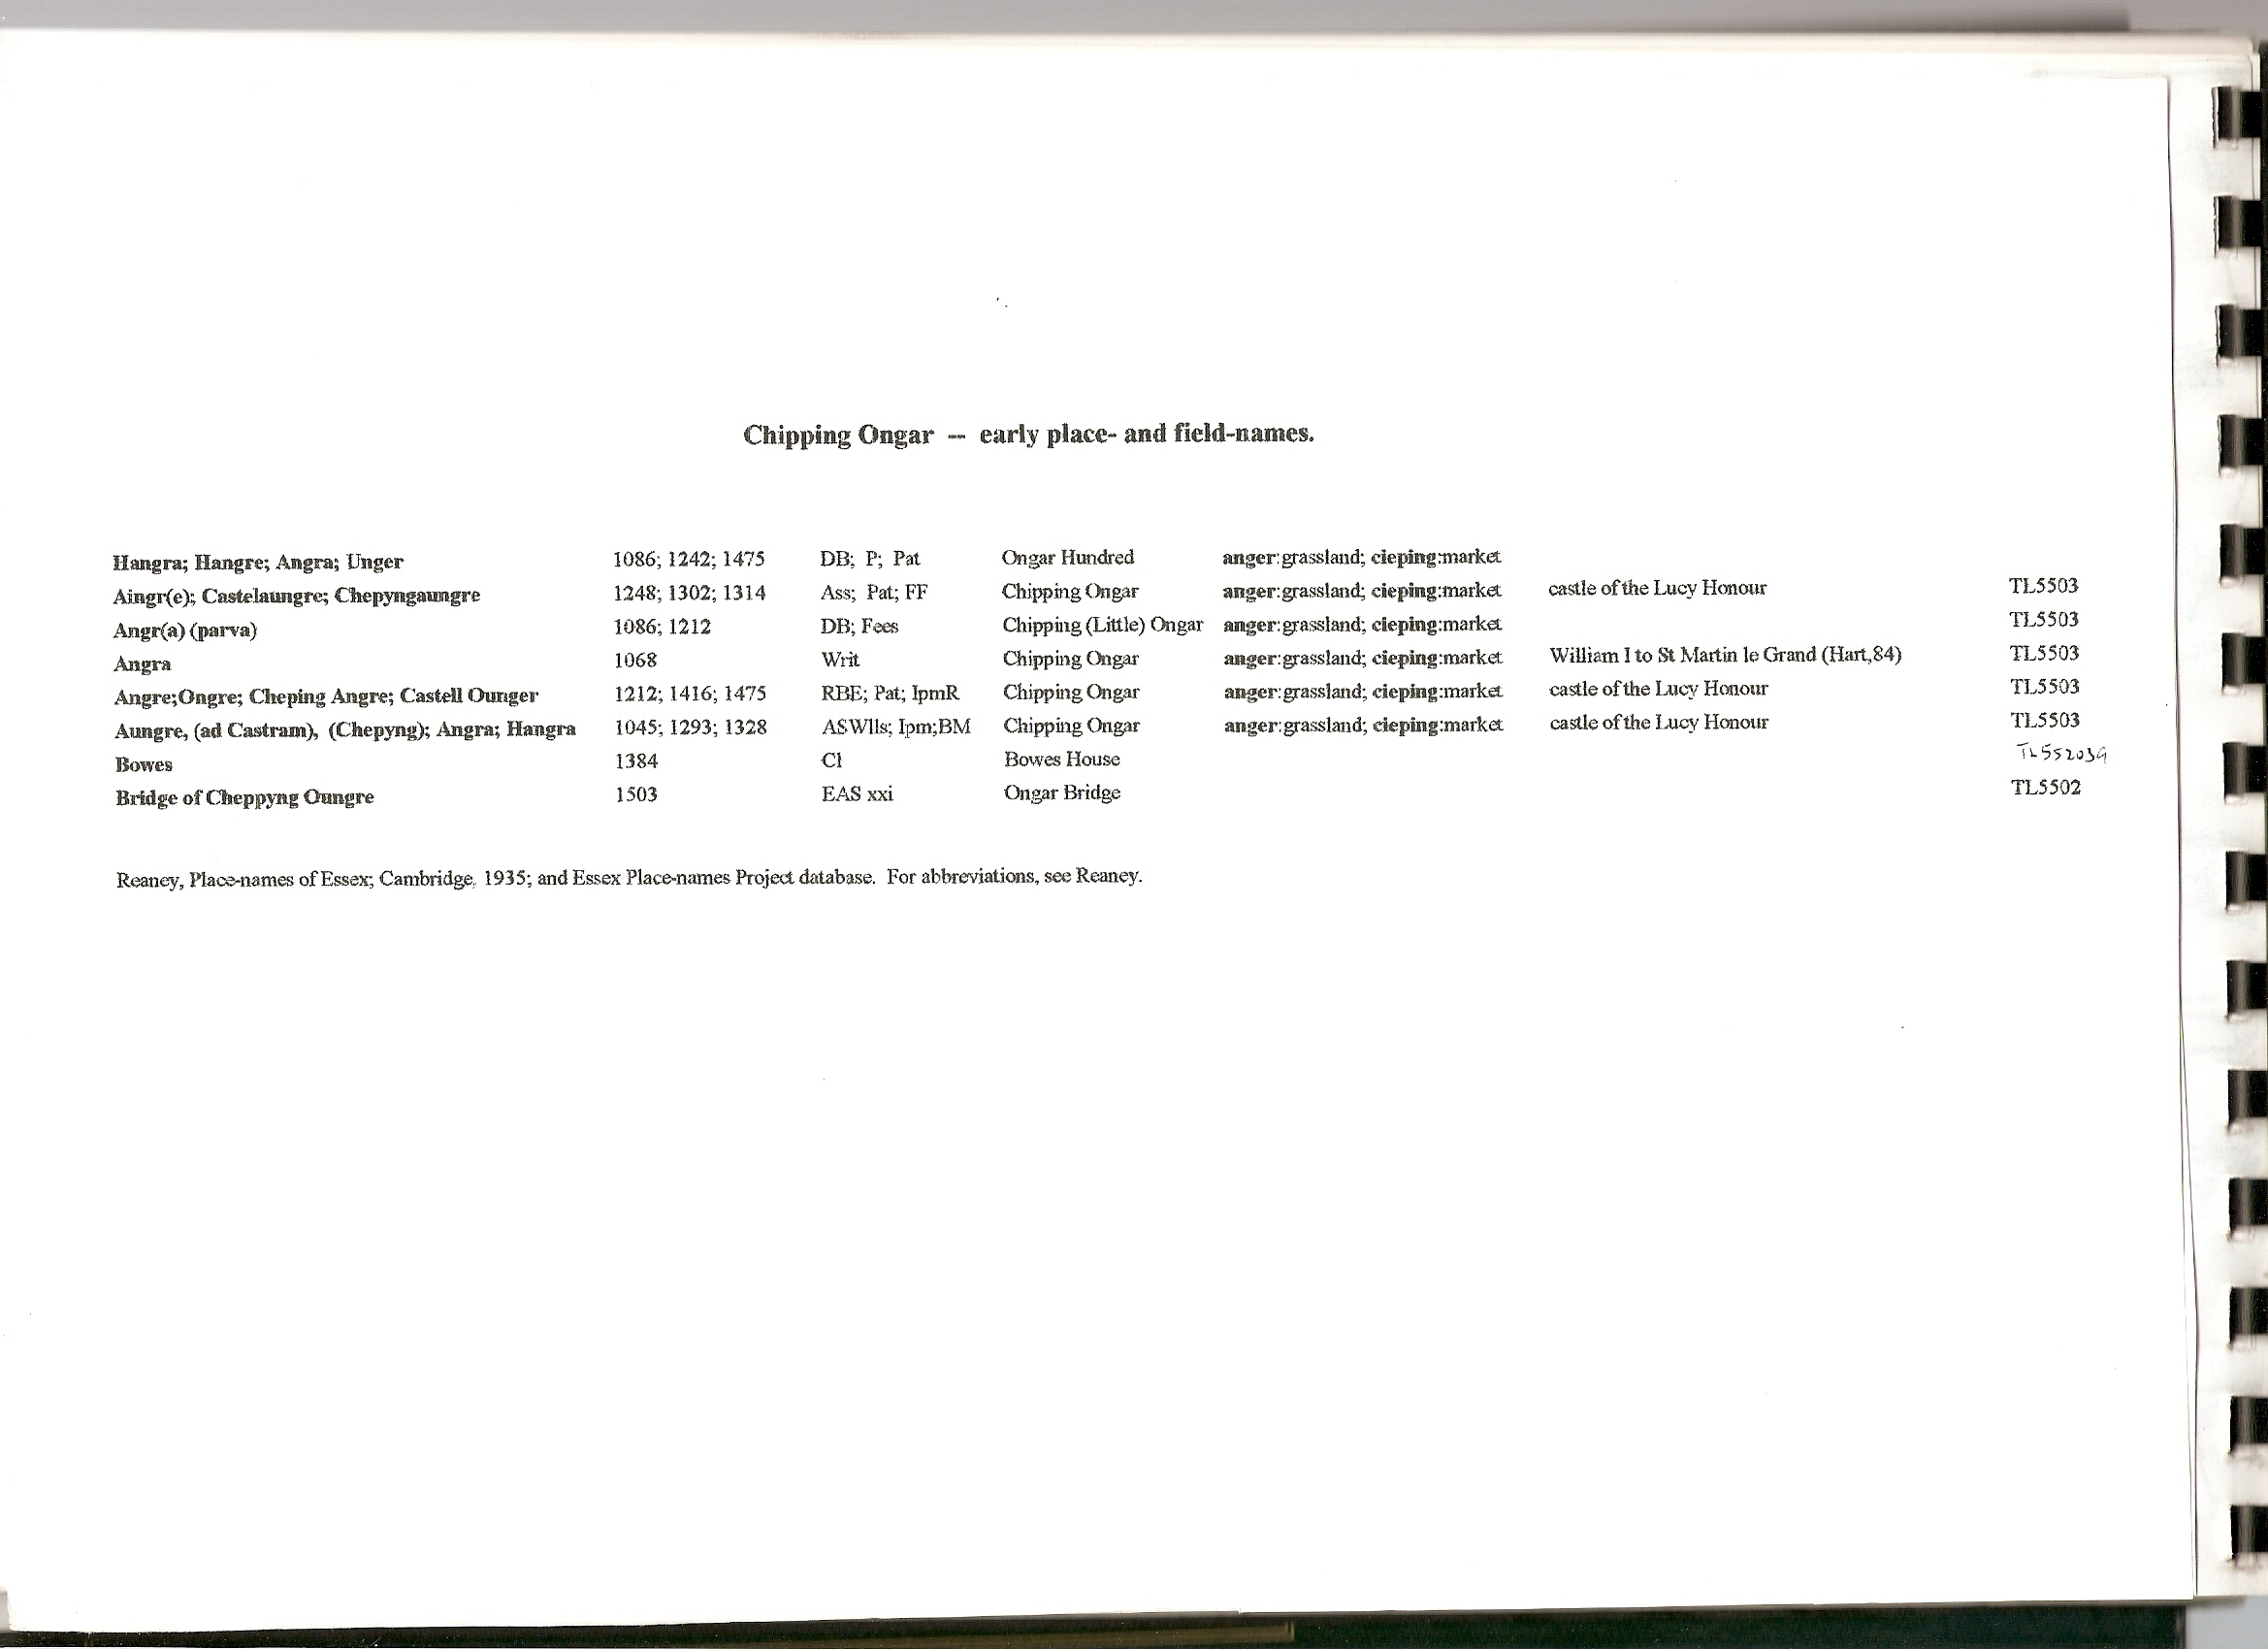 Chipping Ongar -- early place- and field-names.
Hangra; Hangre; Angra; Unger 1086; 1242; 1475 DB; P; Pat Ongar Hundred anger:grassland; cieping:market
Aingr(e); Castelaungre; Chepyngaungre 1248; 1302; 1314 Ass; Pat; FF Chipping Ongar anger:grassland; cieping:market castle of the Lucy Honour TL5503
Angr(a) (parva) 1086; 1212 DB; Fees Chipping (Little) Ongar anger:grassland; cieping:market TL5503
Angra 1068 Writ Chipping Ongar anger:grassland; cieping:market William I to St Martin le Grand (Hart,84) TL5503
Angre;Ongre; Cheping Angre; Castell Ounger 1212; 1416; 1475 RBE; Pat; IpmR Chipping Ongar anger:grassland; cieping:market castle of the Lucy Honour TL5503
Aungre, (ad Castram), (Chepyng); Angra; Hangra 1045; 1293; 1328 ASWlls; Ipm;BM Chipping Ongar anger:grassland; cieping:market castle of the Lucy Honour TL5503
Bowes 1384 Cl Bowes House TL552039
Bridge of Cheppyng Oungre 1503 EAS xxi Ongar Bridge TL5502
Reaney, Place-names of Essex; Cambridge, 1935; and Essex Place-names Project database. For abbreviations, see Reaney.